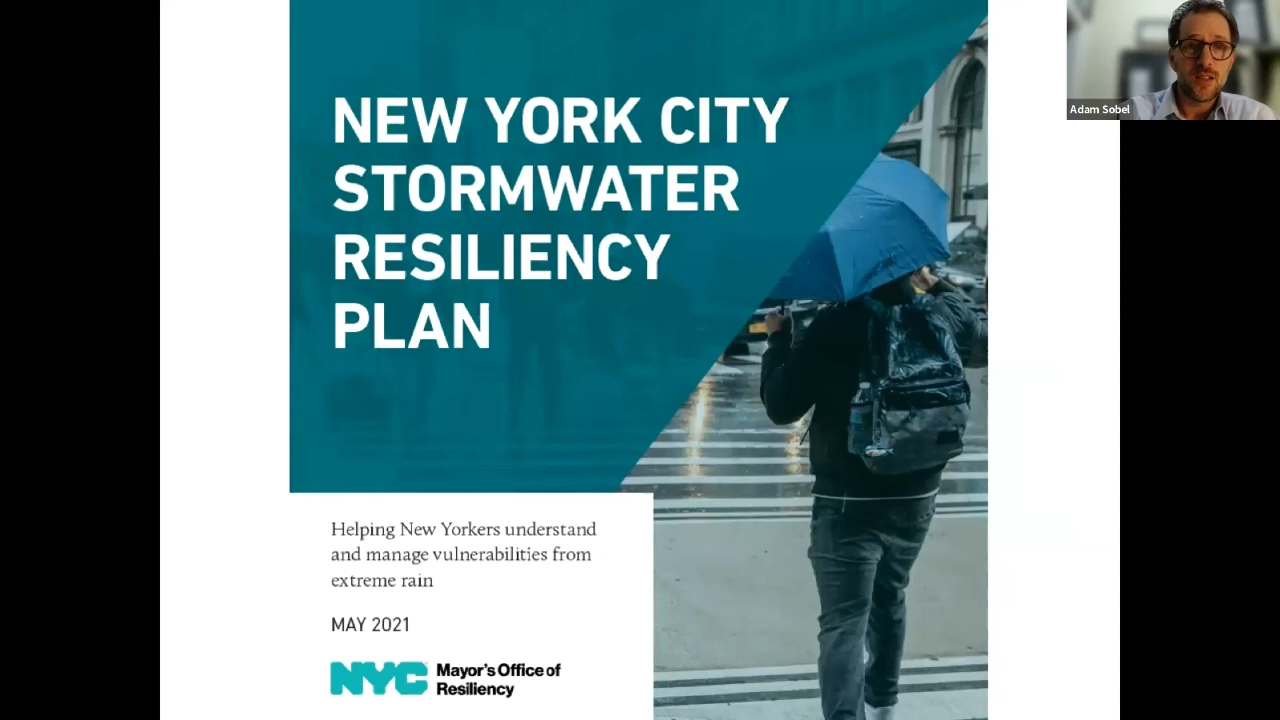 NEW YORK CITY
STORMWATER
RESILIENCY
PLAN
Adam Sobel
Helping New Yorkers understand
and manage vulnerabilities from
extreme rain
MAY 2021
NYC Mayor's Office of
Resiliency